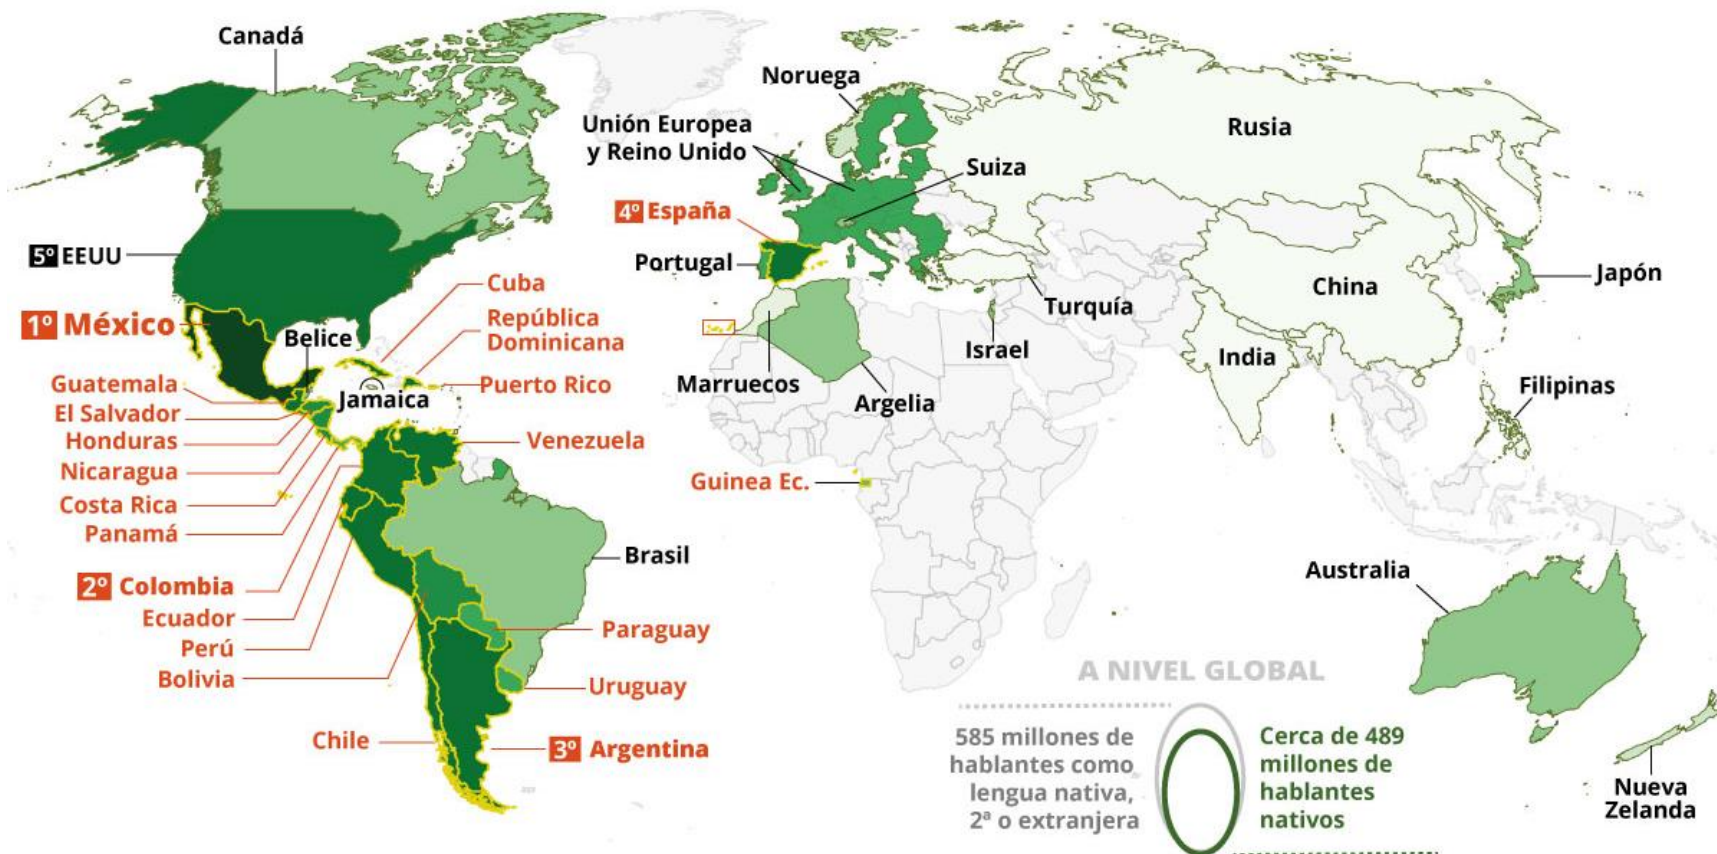 Canadá
Noruega
Unión Europea
y Reino Unido
Rusia
Suiza
4º España
5º EEUU
Portugal
Cuba
Japón
China
Turquía
1º México
República
Dominicana
Belice
Israel
India
Guatemala
Puerto Rico
Marruecos
Filipinas
Jamaica
Argelia
El Salvador
Honduras
Venezuela
Nicaragua
Guinea Ec.
Costa Rica
Panamá
Brasil
Australia
2º Colombia
Ecuador
Paraguay
Perú
Bolivia
Uruguay
Chile
3º Argentina
A NIVEL GLOBAL
585 millones de
hablantes como
lengua nativa,
2ª o extranjera
Cerca de 489
millones de
hablantes
nativos
Nueva
Zelanda